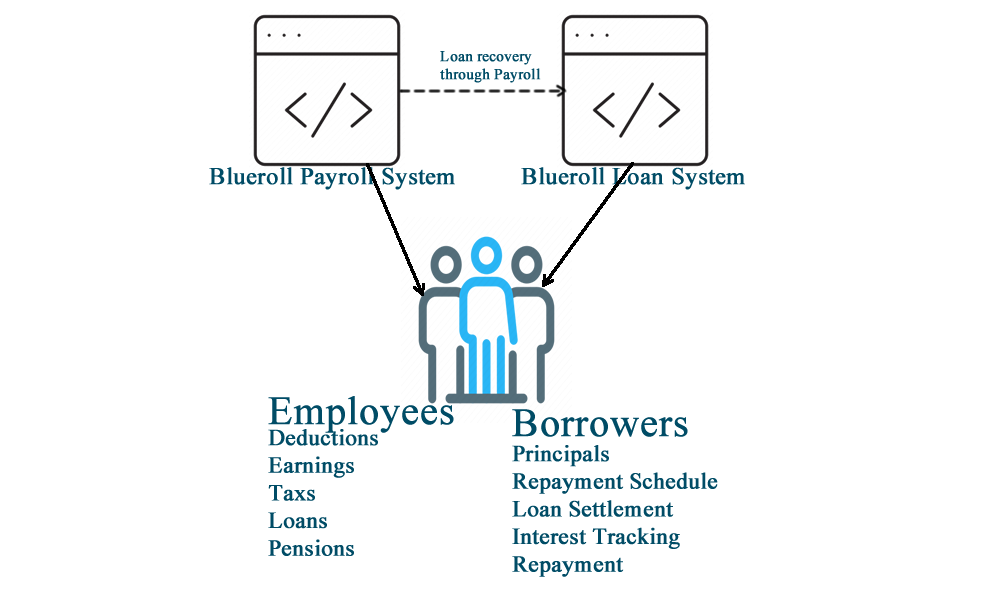 Loan recovery
through Payroll
Blueroll Payroll System
Blueroll Loan System
Employees
Deductions
Earnings
Taxs
Loans
Pensions
Borrowers
Principals
Repayment Schedule
Loan Settlement
Interest Tracking
Repayment